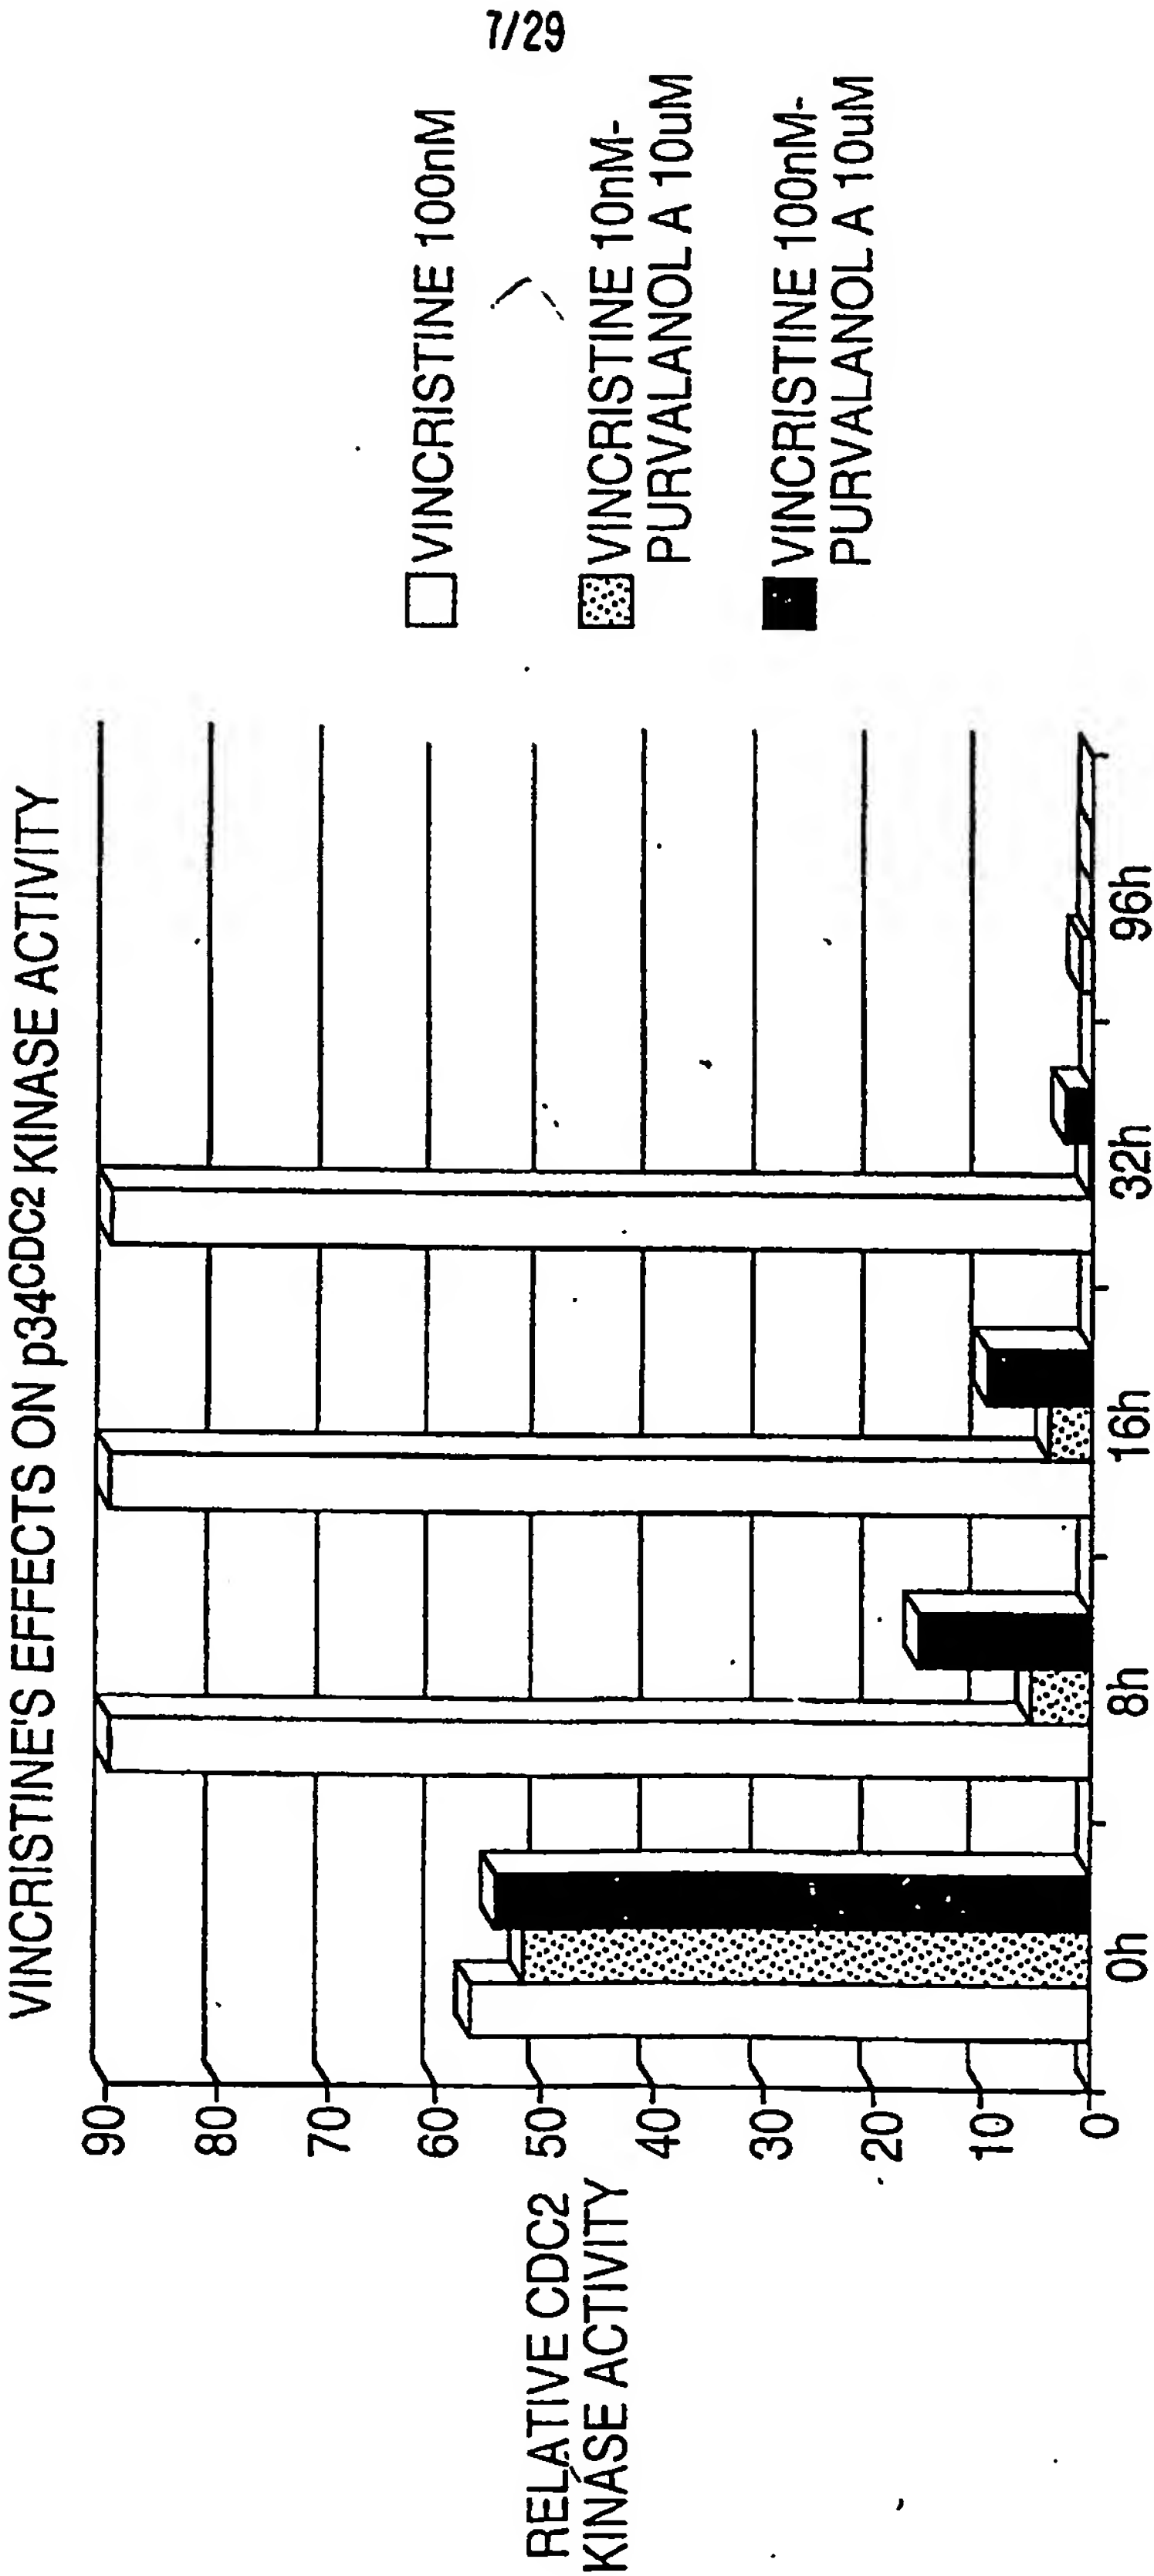 7/29
VINCRISTINE'S EFFECTS ON p34CDC2 KINASE ACTIVITY
RELATIVE CDC2
KINASE ACTIVITY
90
80
70
60
50
40
30
20
10
0
0h
8h
16h
32h
96h
VINCRISTINE 100nM
VINCRISTINE 10nM-
PURVALANOL A 10uM
VINCRISTINE 100nM-
PURVALANOL A 10uM